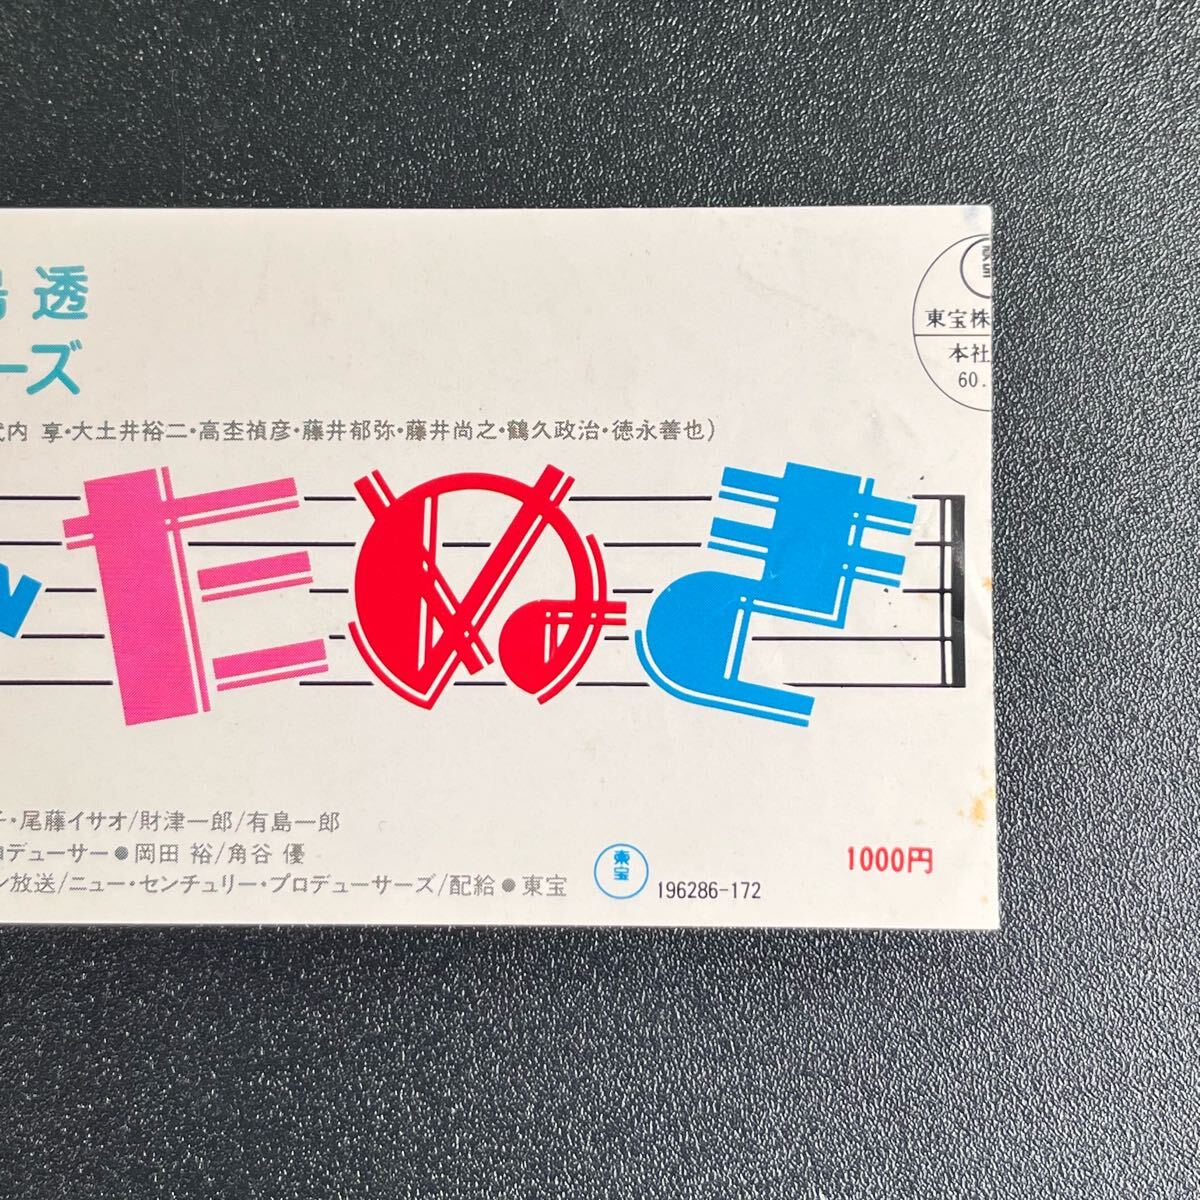 透
ーズ
内 享・大土井裕二・高杢禎彦・藤井郁弥・藤井尚之・鶴久政治・徳永善也)
たぬき
東宝株
本社
60.
・尾藤イサオ/財津一郎/有島一郎
デューサー●岡田 裕/角谷 優
ン放送/ニュー・センチュリー・プロデューサーズ/配給●東宝
東宝
196286-172
1000円